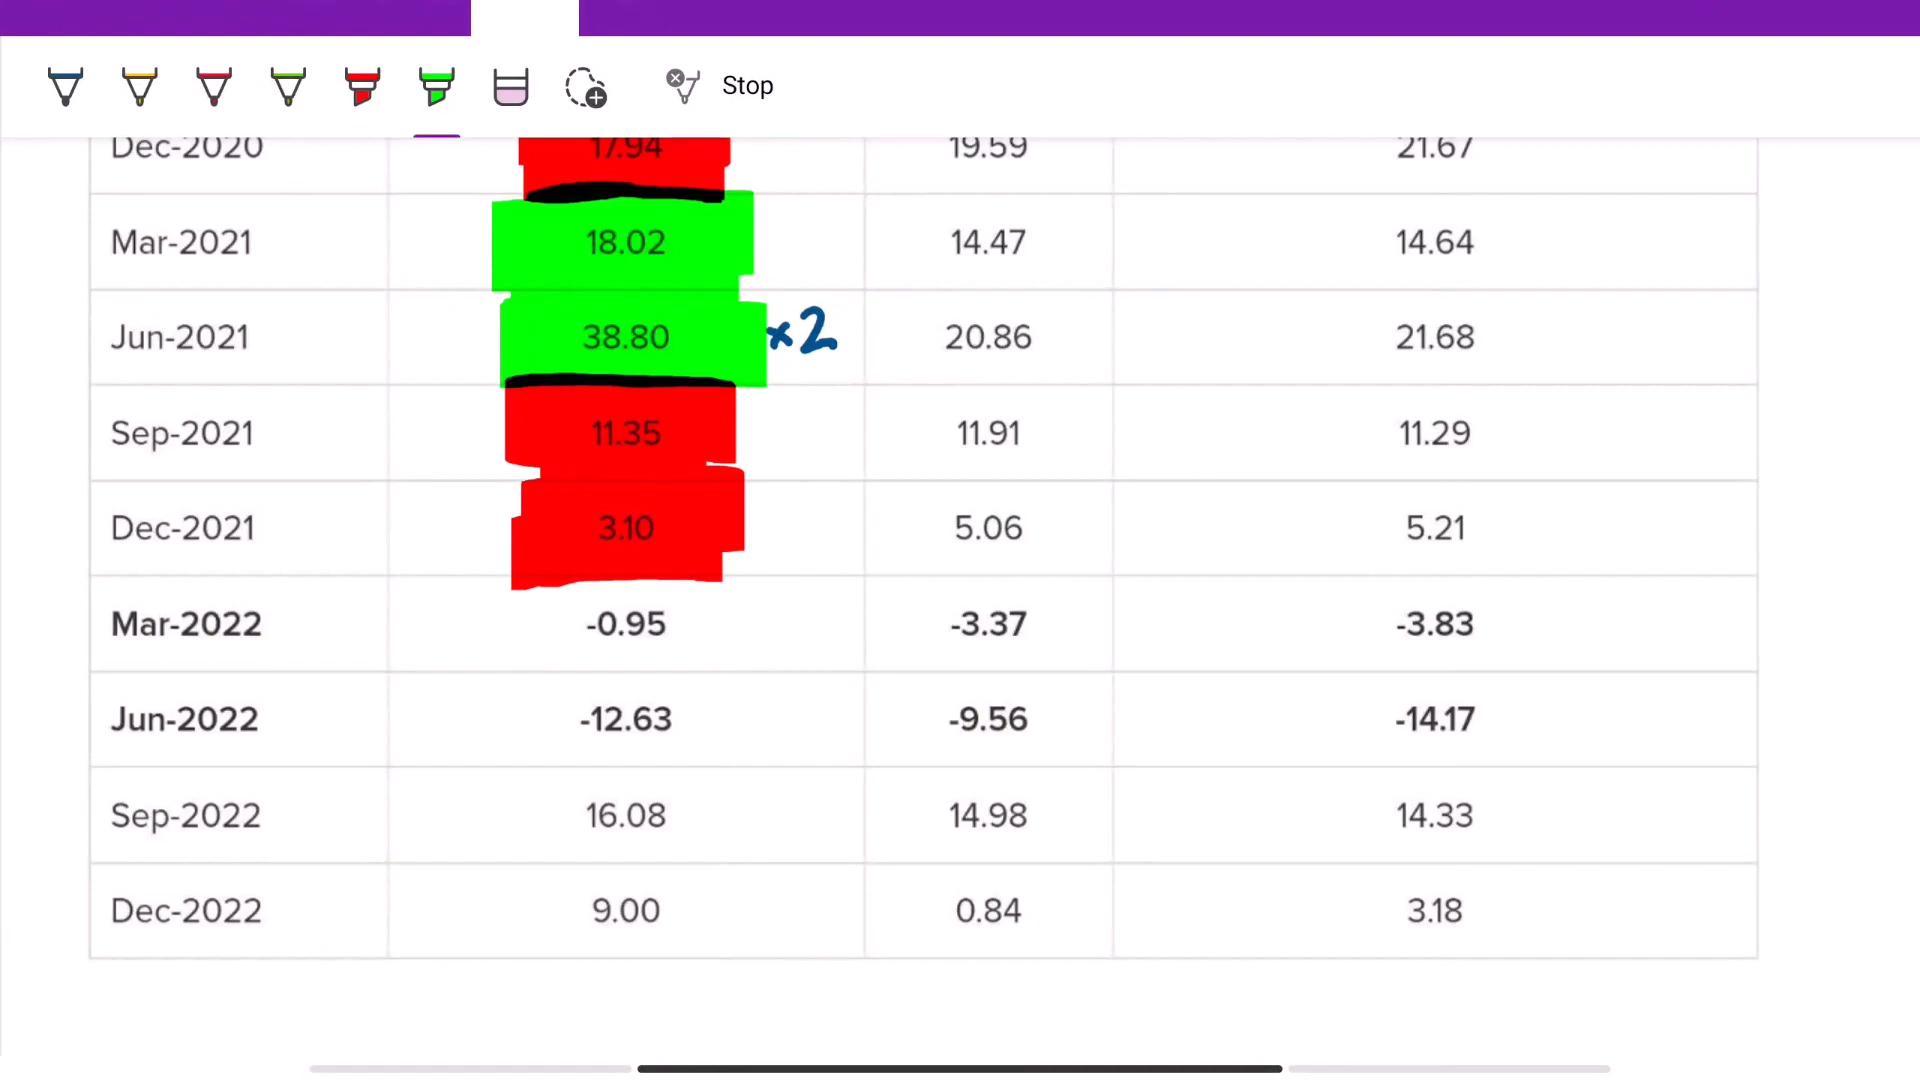 Stop
Dec-2020 17.94 19.59 21.67
Mar-2021 18.02 14.47 14.64
Jun-2021 38.80 ×2 20.86 21.68
Sep-2021 11.35 11.91 11.29
Dec-2021 3.10 5.06 5.21
Mar-2022 -0.95 -3.37 -3.83
Jun-2022 -12.63 -9.56 -14.17
Sep-2022 16.08 14.98 14.33
Dec-2022 9.00 0.84 3.18